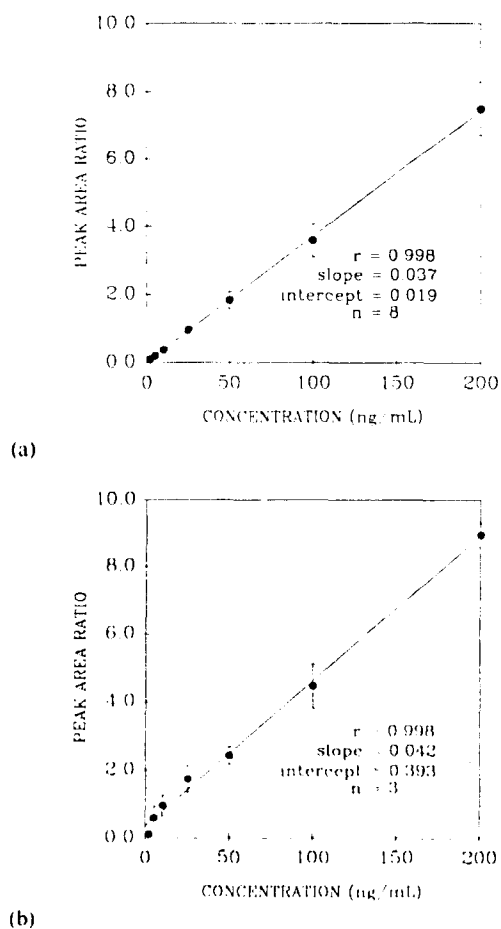 10.0
8.0
6.0
4.0
2.0
0.0
PEAK AREA RATIO
r = 0.998
slope = 0.037
intercept = 0.019
n = 8
0 50 100 150 200
CONCENTRATION (ng/mL)
(a)
10.0
8.0
6.0
4.0
2.0
0.0
PEAK AREA RATIO
r = 0.998
slope = 0.042
intercept = 0.393
n = 3
0 50 100 150 200
CONCENTRATION (ng/mL)
(b)